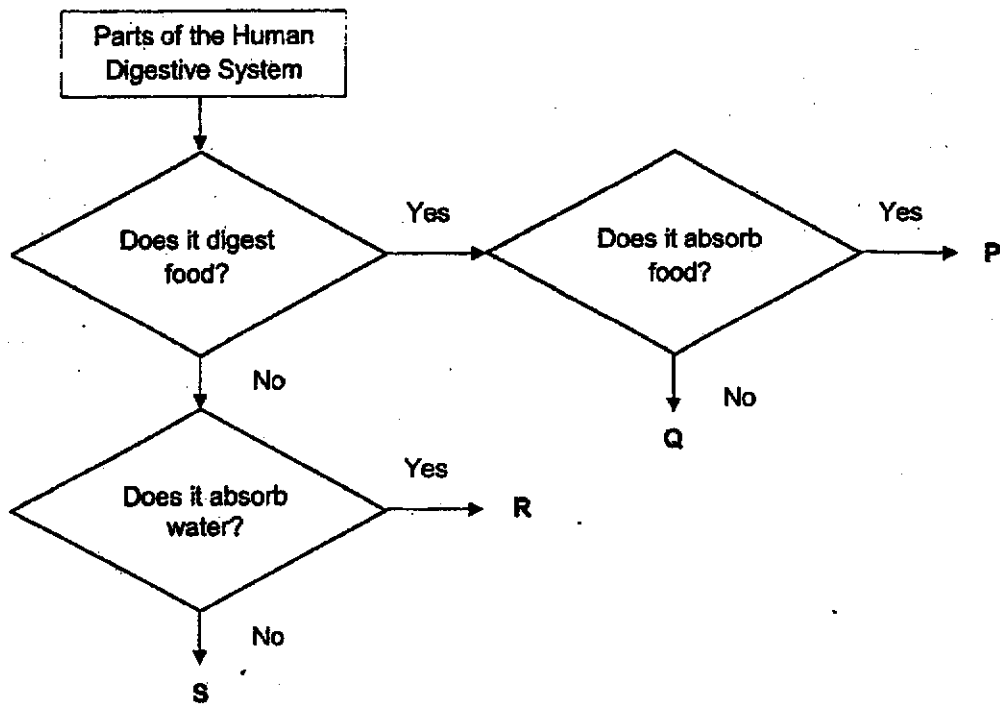 Parts of the Human
Digestive System
Does it digest
food?
Yes
Does it absorb
food?
Yes
P
No
No
Q
Does it absorb
water?
Yes
R
No
S